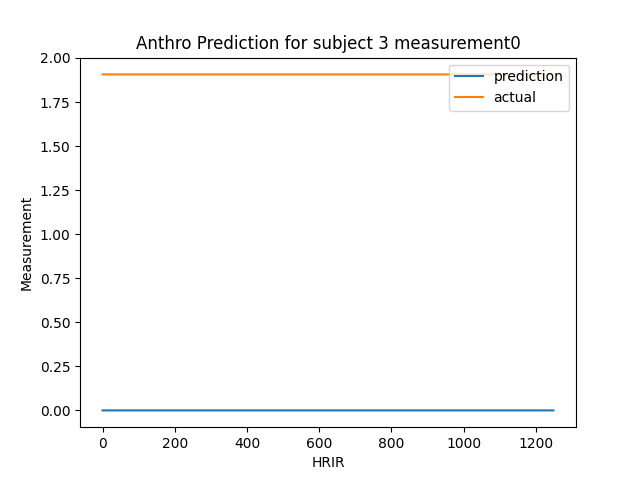 Anthro Prediction for subject 3 measurement0
2.00
1.75
1.50
1.25
1.00
0.75
0.50
0.25
0.00
Measurement
prediction
actual
0 200 400 600 800 1000 1200
HRIR